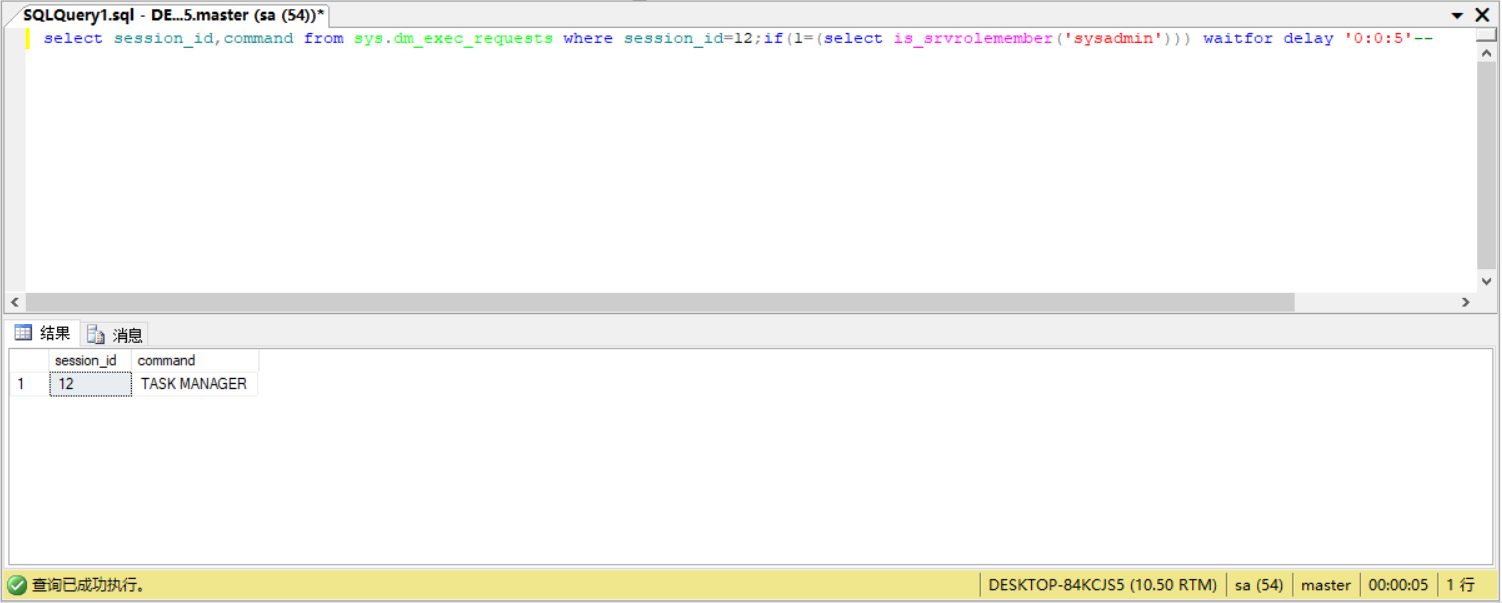 SQLQuery1.sql - DE...5.master (sa (54))*
select session_id,command from sys.dm_exec_requests where session_id=12;if(1=(select is_srvrolemember('sysadmin'))) waitfor delay '0:0:5'--
结果 消息
session_id command
1 12 TASK MANAGER
查询已成功执行。 DESKTOP-84KCJS5 (10.50 RTM) sa (54) master 00:00:05 1 行